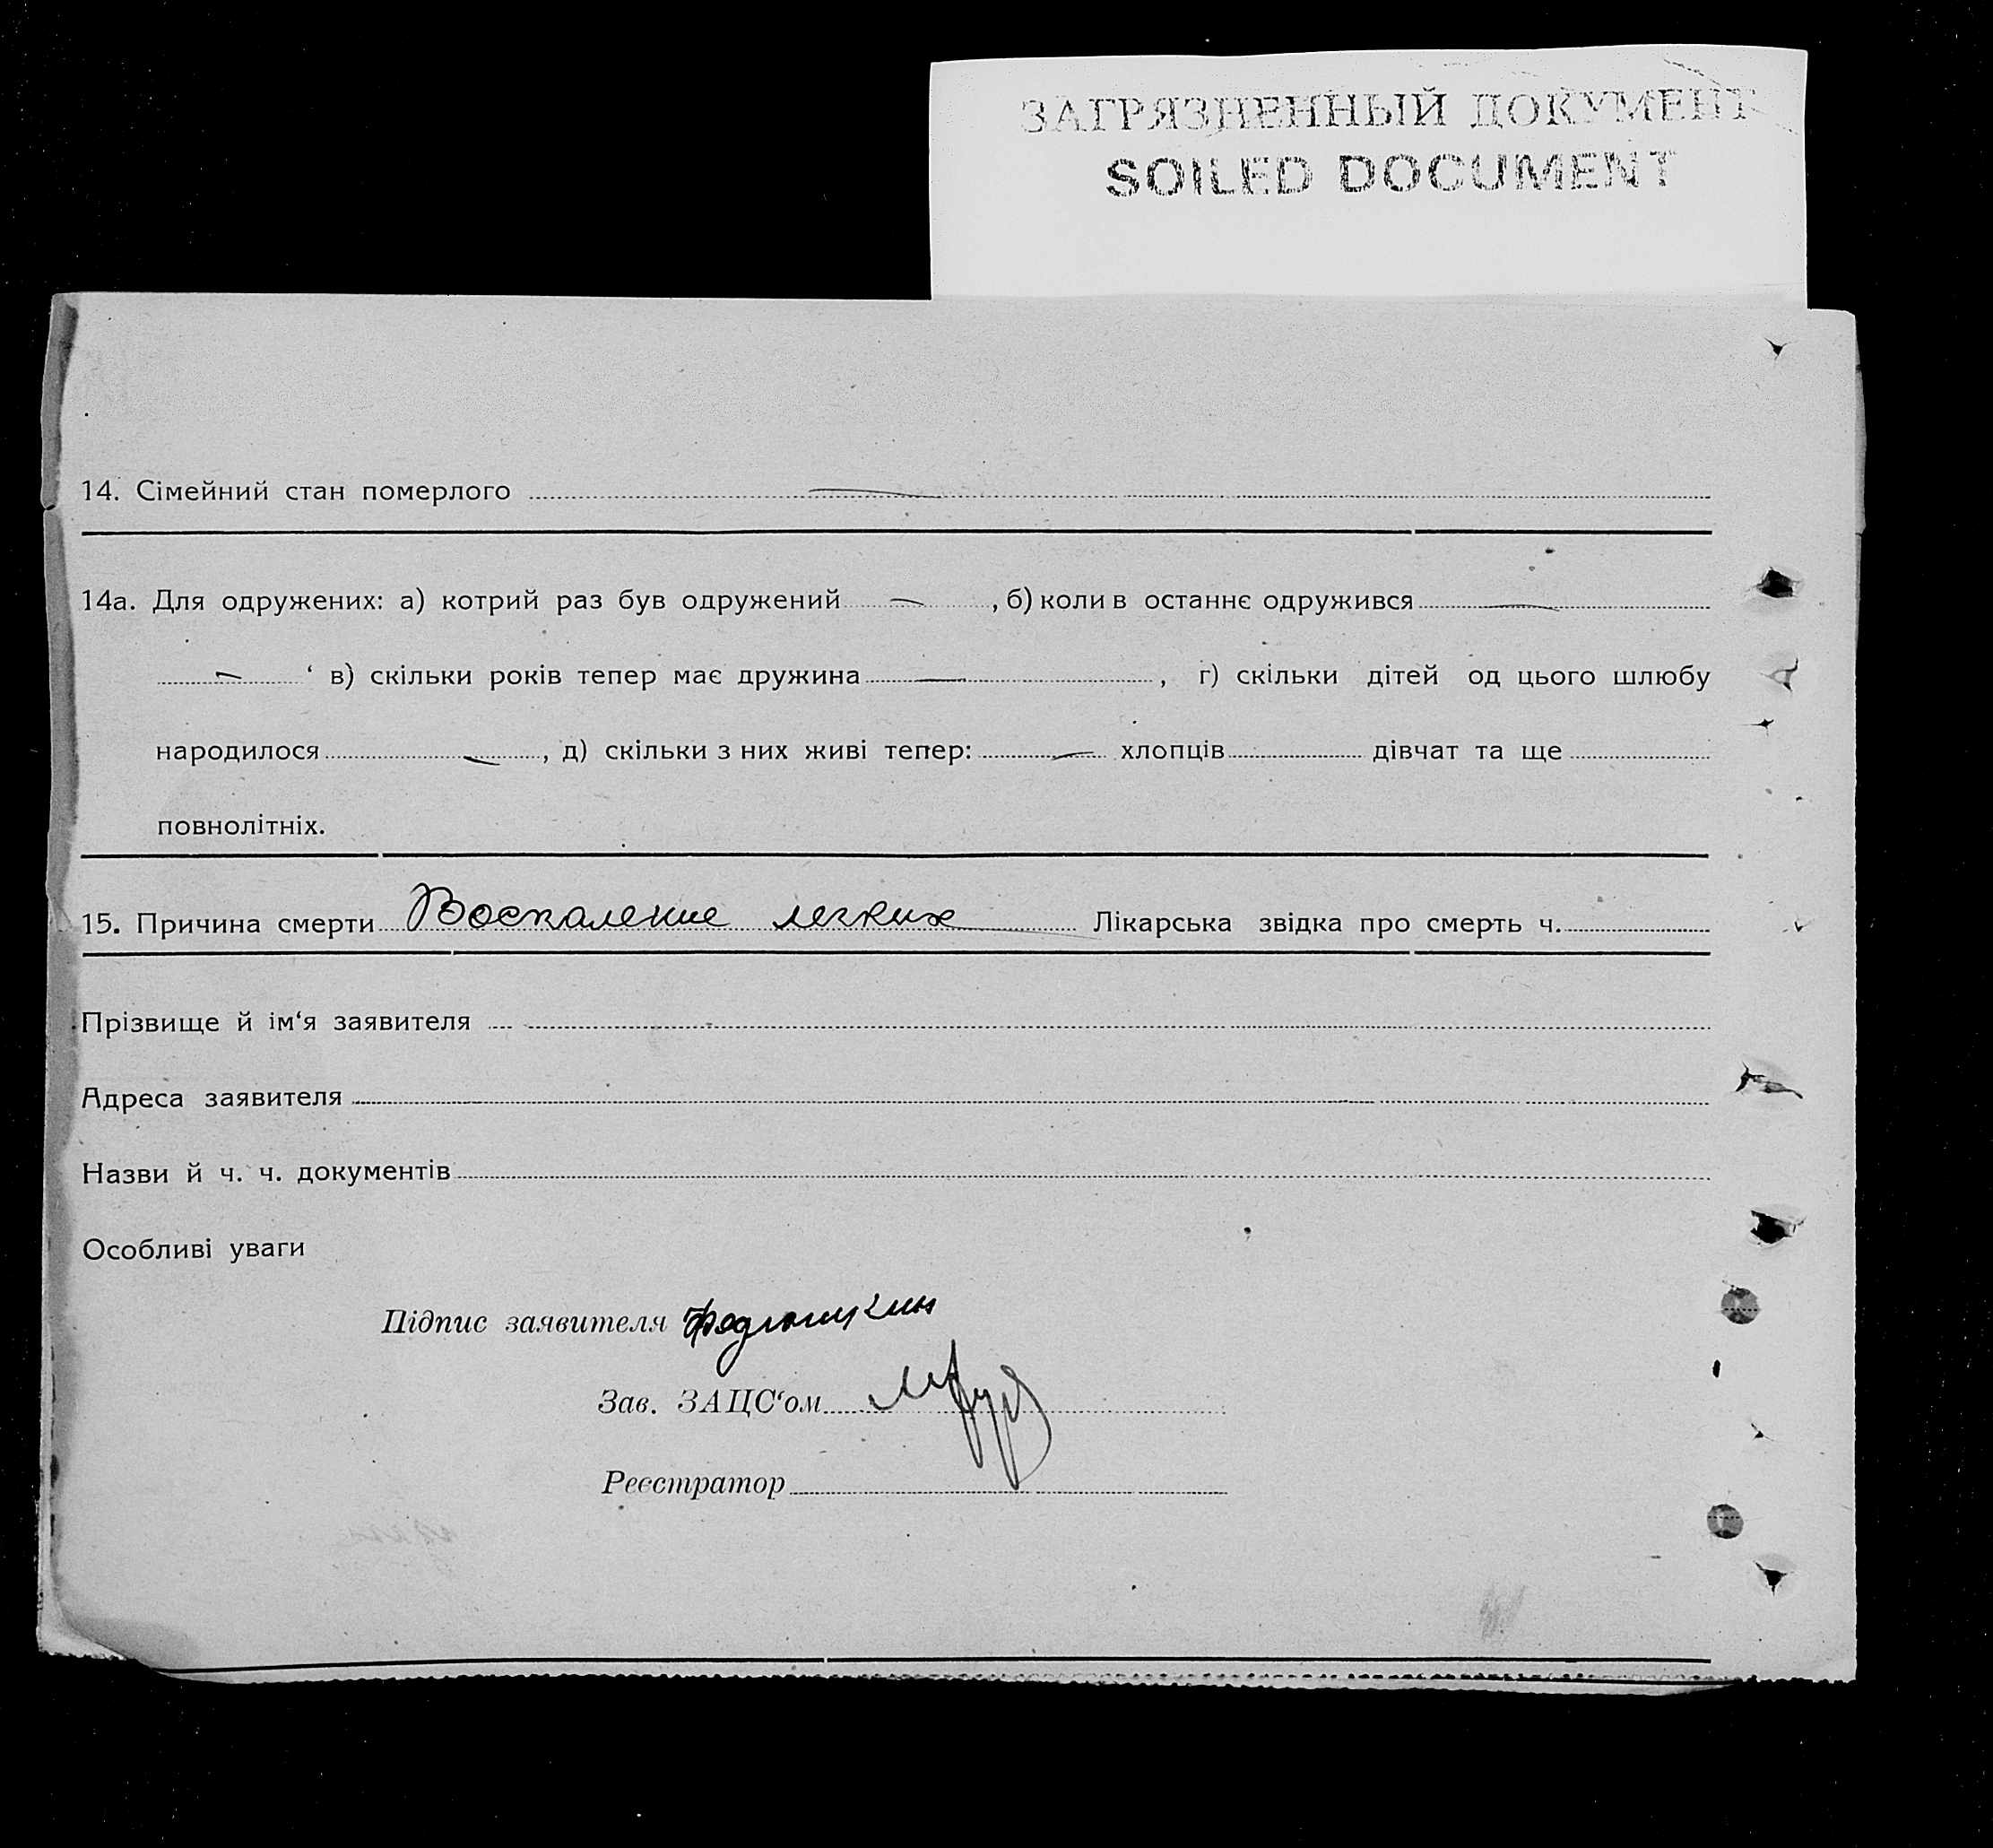 ЗАГРЯЗНЕННЫЙ ДОКУМЕНТ
SOILED DOCUMENT
14. Сімейний стан померлого
14а. Для одружених: а) котрий раз був одружений , б) коли в останнє одружився
‘ в) скільки років тепер має дружина , г) скільки дітей од цього шлюбу
народилося , д) скільки з них живі тепер: хлопців дівчат та ще
повнолітніх.
15. Причина смерти Воспаление легких Лікарська звідка про смерть ч.
Прізвище й ім‘я заявителя
Адреса заявителя
Назви й ч. ч. документів
Особливі уваги
Підпис заявителя
Зав. ЗАЦС‘ом
Реєстратор